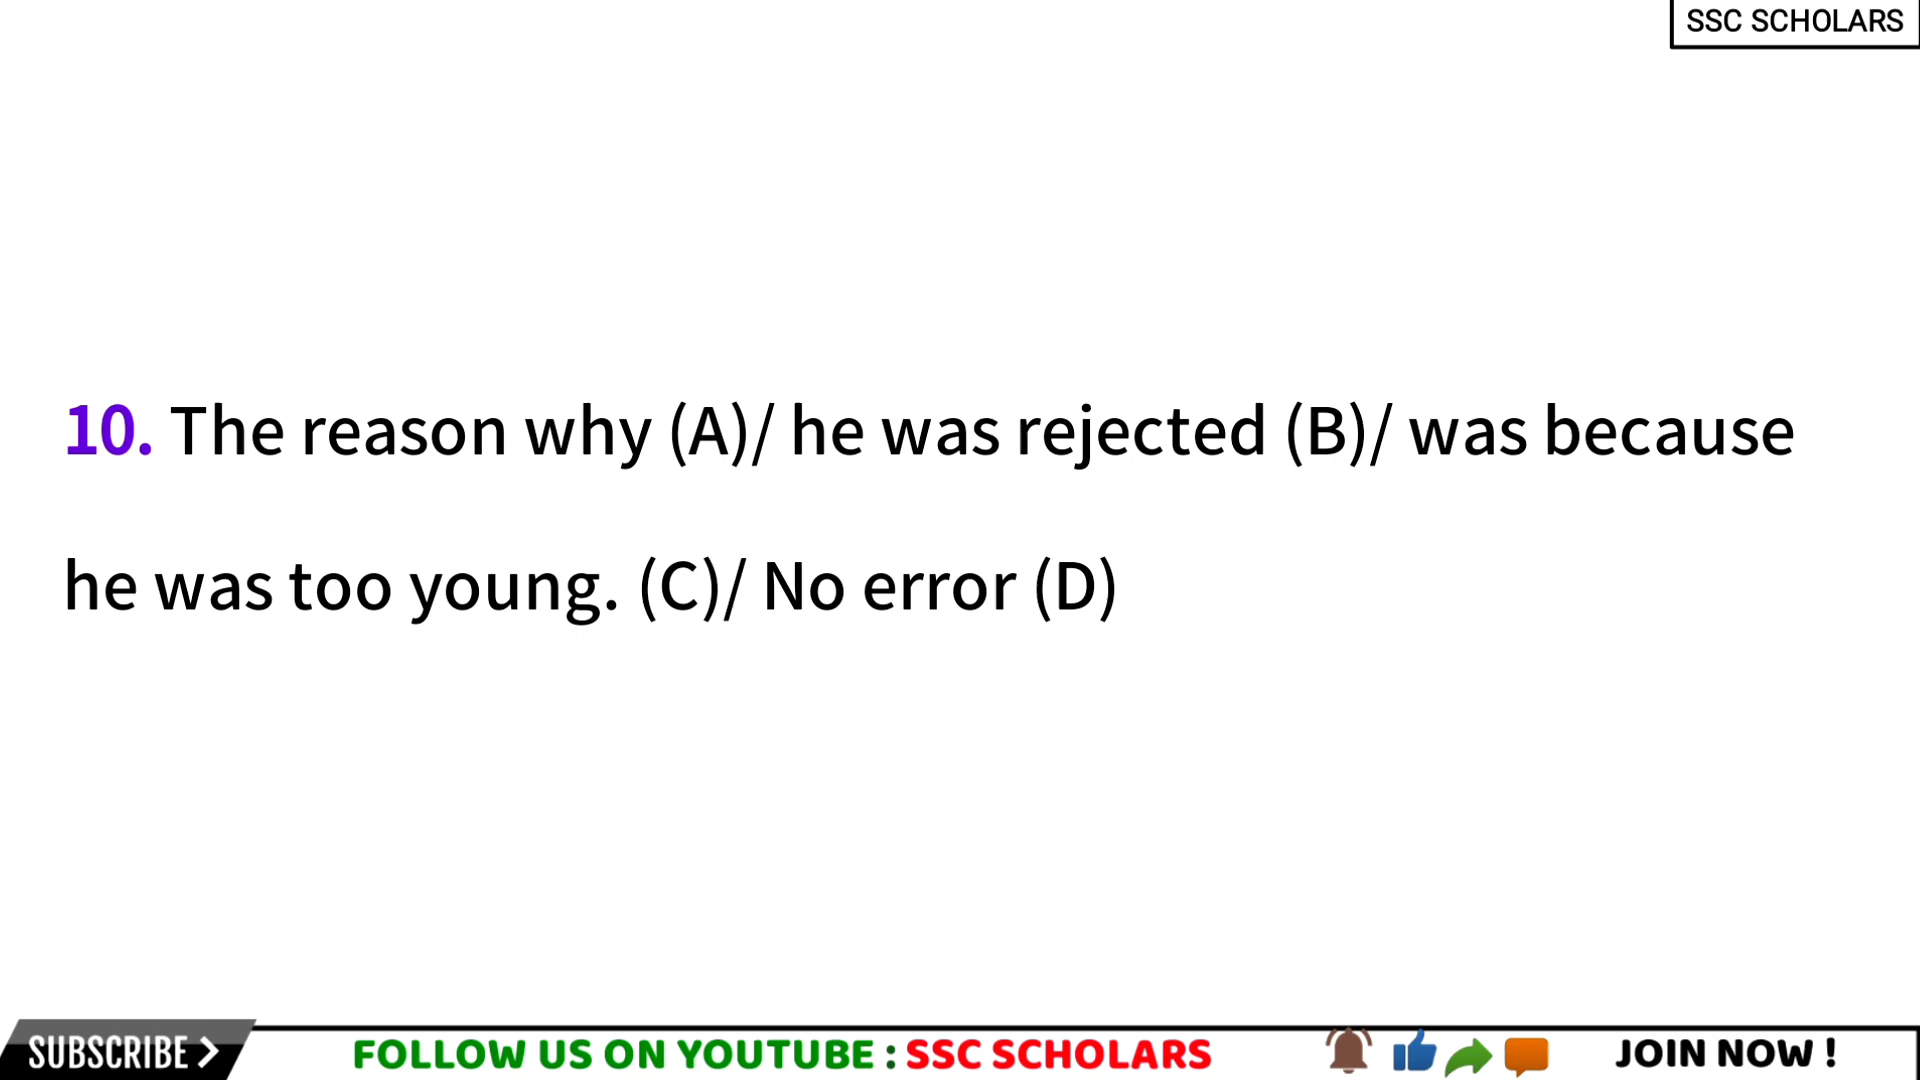 SSC SCHOLARS
10. The reason why (A)/ he was rejected (B)/ was because
he was too young. (C)/ No error (D)
SUBSCRIBE
FOLLOW US ON YOUTUBE : SSC SCHOLARS
JOIN NOW !